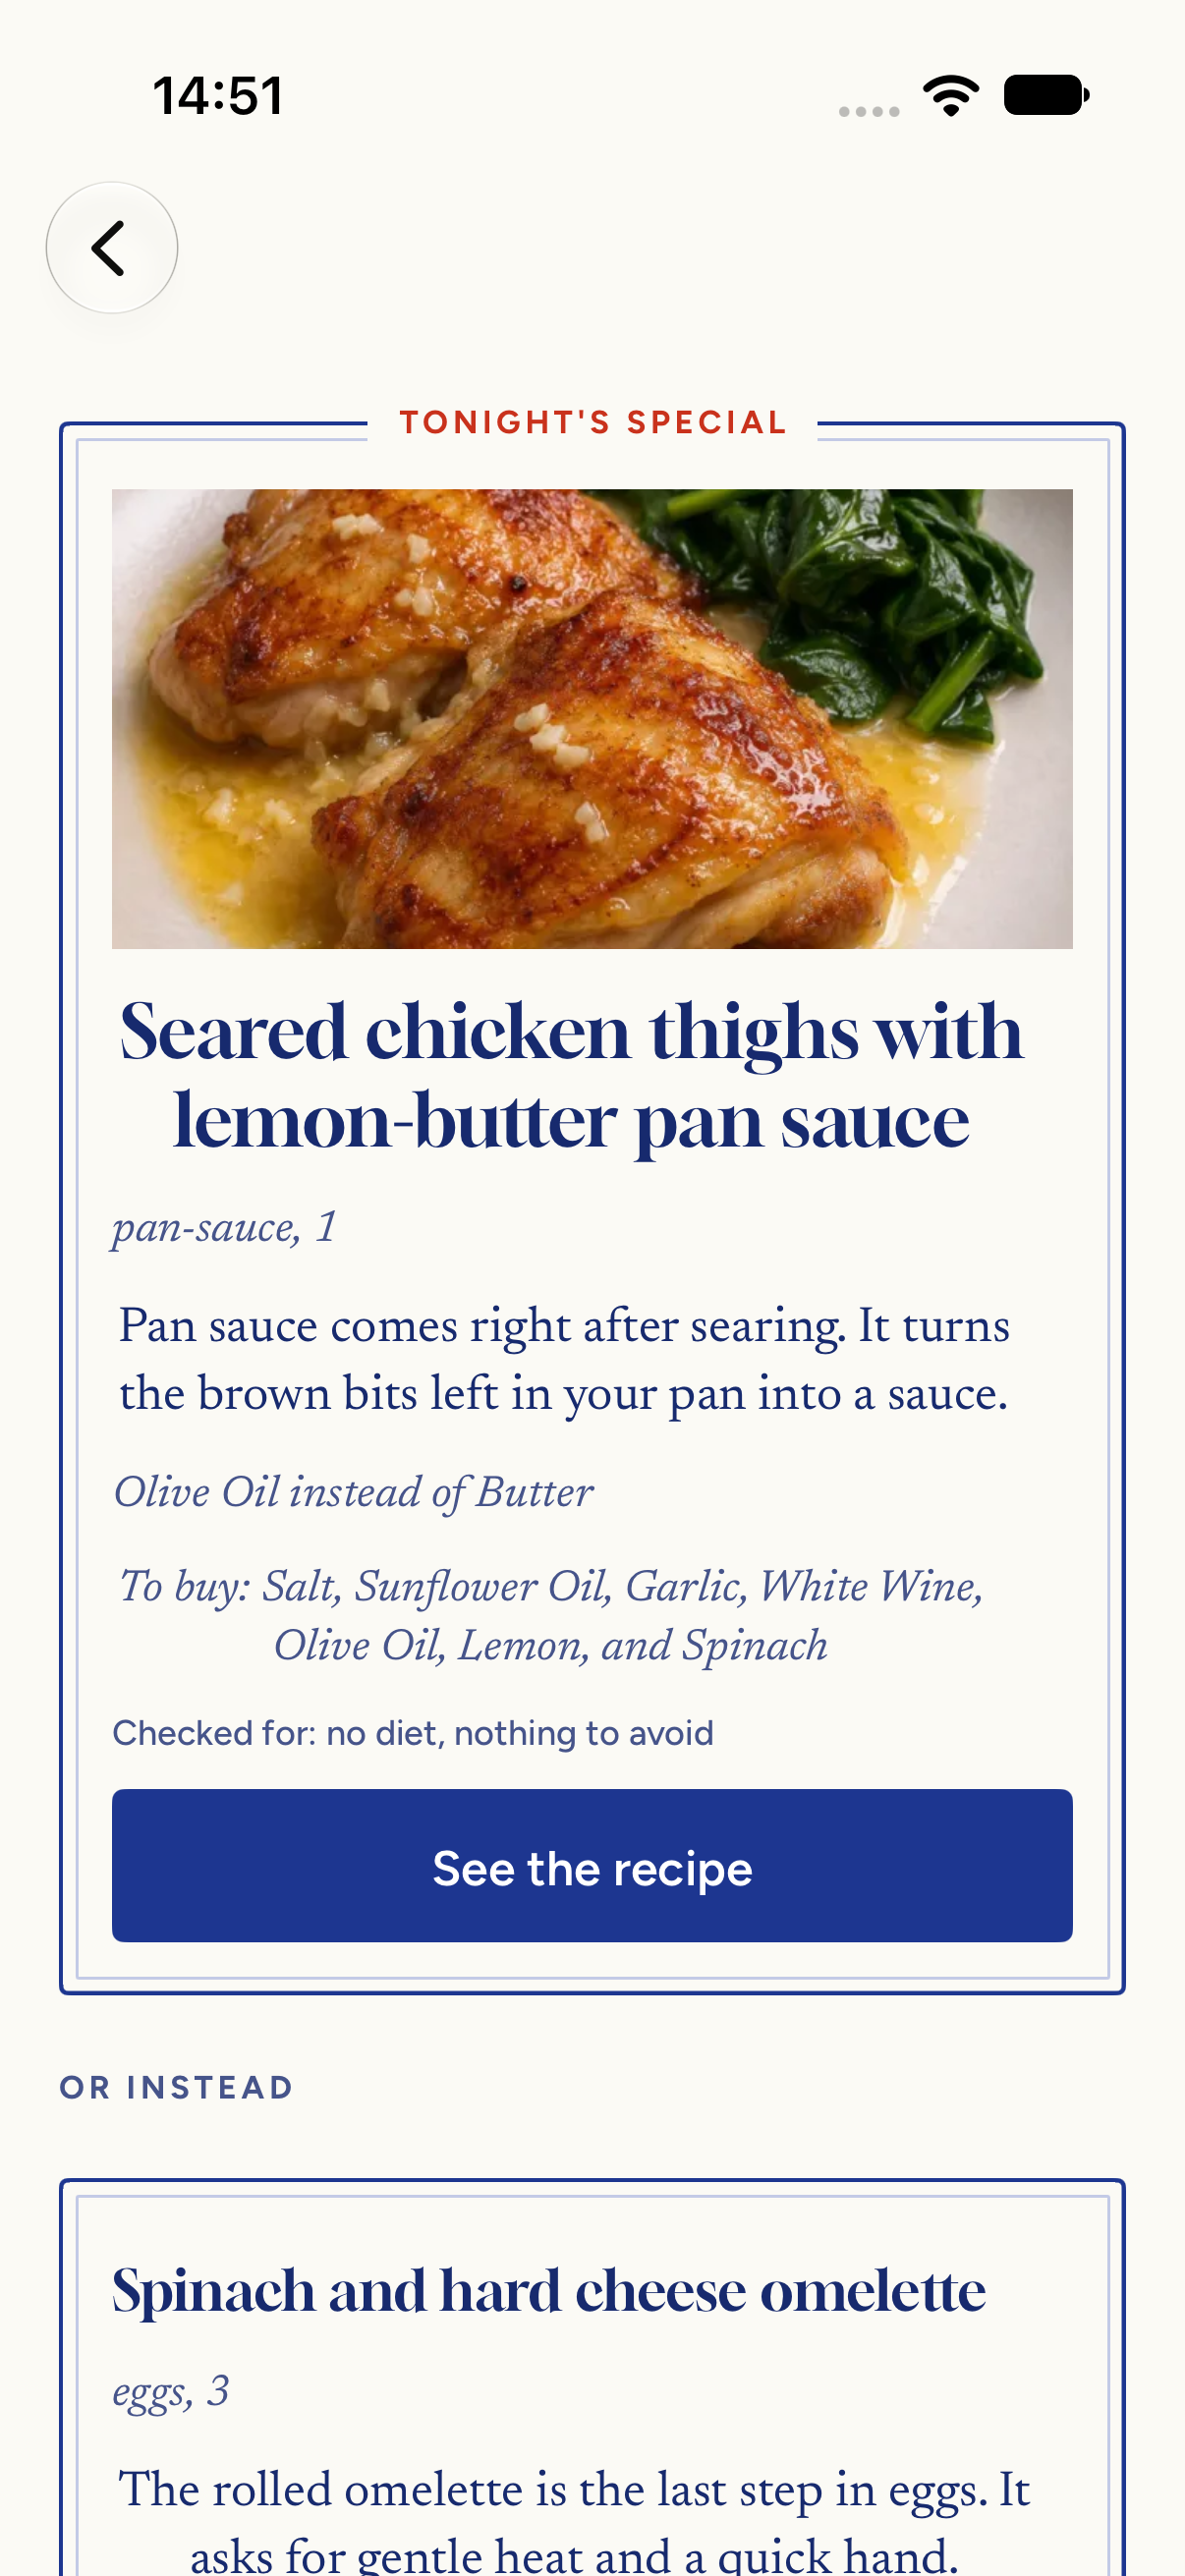 14:51
TONIGHT'S SPECIAL
Seared chicken thighs with
lemon-butter pan sauce
pan-sauce, 1
Pan sauce comes right after searing. It turns
the brown bits left in your pan into a sauce.
Olive Oil instead of Butter
To buy: Salt, Sunflower Oil, Garlic, White Wine,
Olive Oil, Lemon, and Spinach
Checked for: no diet, nothing to avoid
See the recipe
OR INSTEAD
Spinach and hard cheese omelette
eggs, 3
The rolled omelette is the last step in eggs. It
asks for gentle heat and a quick hand.